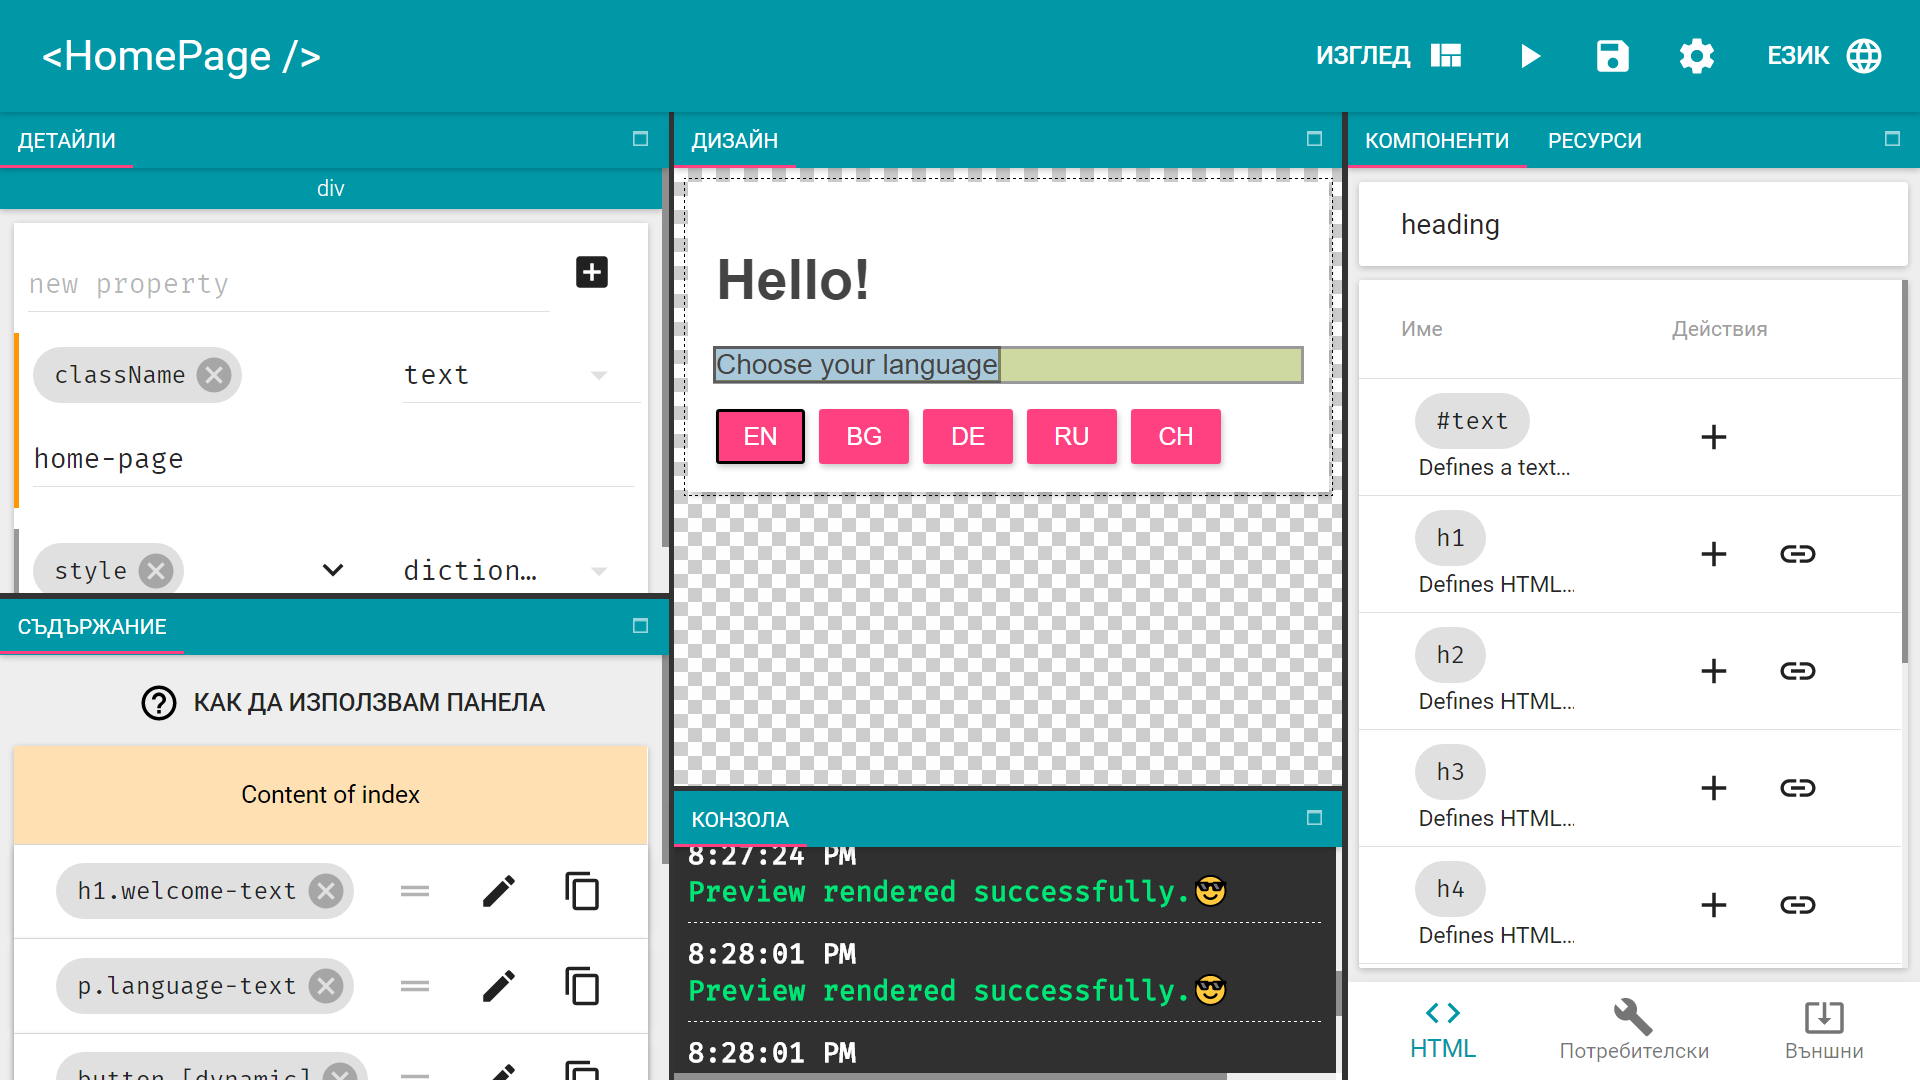 <HomePage />
ИЗГЛЕД
ЕЗИК
ДЕТАЙЛИ
div
new property
className
text
home-page
style
diction…
СЪДЪРЖАНИЕ
КАК ДА ИЗПОЛЗВАМ ПАНЕЛА
Content of index
h1.welcome-text
p.language-text
button.[dynamic]
ДИЗАЙН
Hello!
Choose your language
EN BG DE RU CH
КОНЗОЛА
8:27:24 PM
Preview rendered successfully.😎
8:28:01 PM
Preview rendered successfully.😎
8:28:01 PM
КОМПОНЕНТИ РЕСУРСИ
heading
Име Действия
#text
Defines a text…
h1
Defines HTML…
h2
Defines HTML…
h3
Defines HTML…
h4
Defines HTML…
HTML
Потребителски
Външни